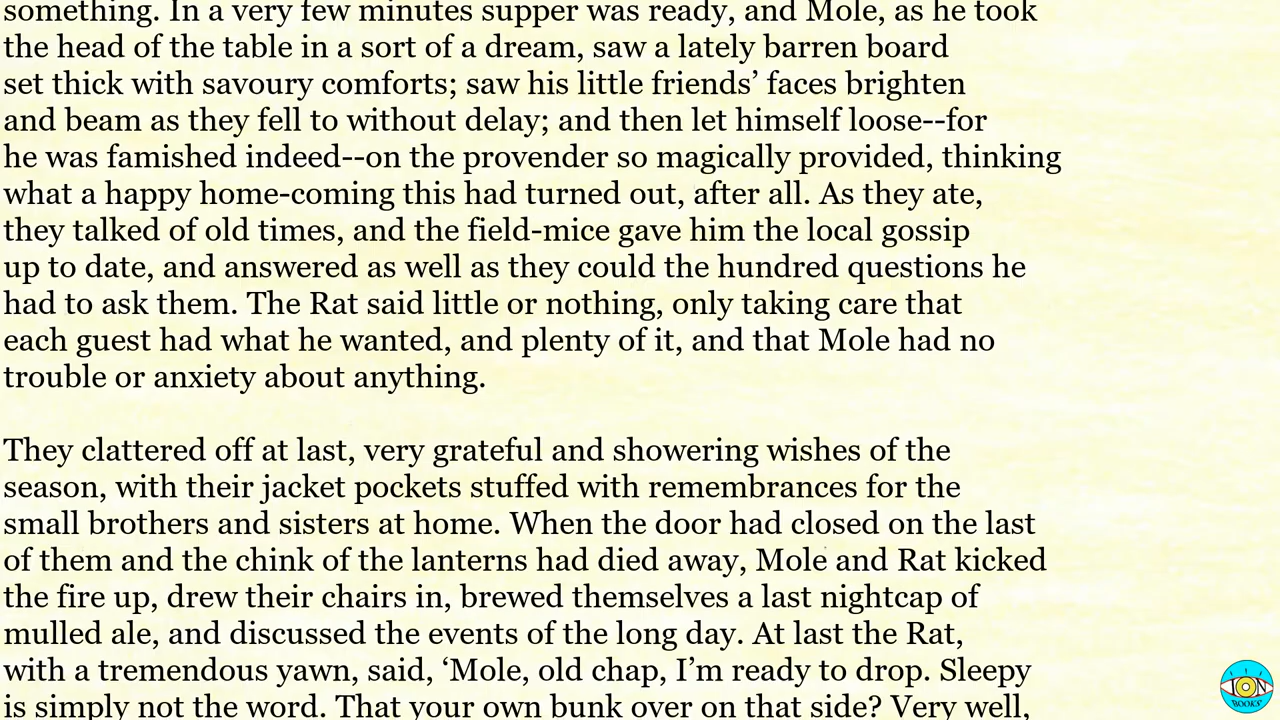 something. In a very few minutes supper was ready, and Mole, as he took
the head of the table in a sort of a dream, saw a lately barren board
set thick with savoury comforts; saw his little friends’ faces brighten
and beam as they fell to without delay; and then let himself loose--for
he was famished indeed--on the provender so magically provided, thinking
what a happy home-coming this had turned out, after all. As they ate,
they talked of old times, and the field-mice gave him the local gossip
up to date, and answered as well as they could the hundred questions he
had to ask them. The Rat said little or nothing, only taking care that
each guest had what he wanted, and plenty of it, and that Mole had no
trouble or anxiety about anything.

They clattered off at last, very grateful and showering wishes of the
season, with their jacket pockets stuffed with remembrances for the
small brothers and sisters at home. When the door had closed on the last
of them and the chink of the lanterns had died away, Mole and Rat kicked
the fire up, drew their chairs in, brewed themselves a last nightcap of
mulled ale, and discussed the events of the long day. At last the Rat,
with a tremendous yawn, said, ‘Mole, old chap, I’m ready to drop. Sleepy
is simply not the word. That your own bunk over on that side? Very well,
ION
BOOKS